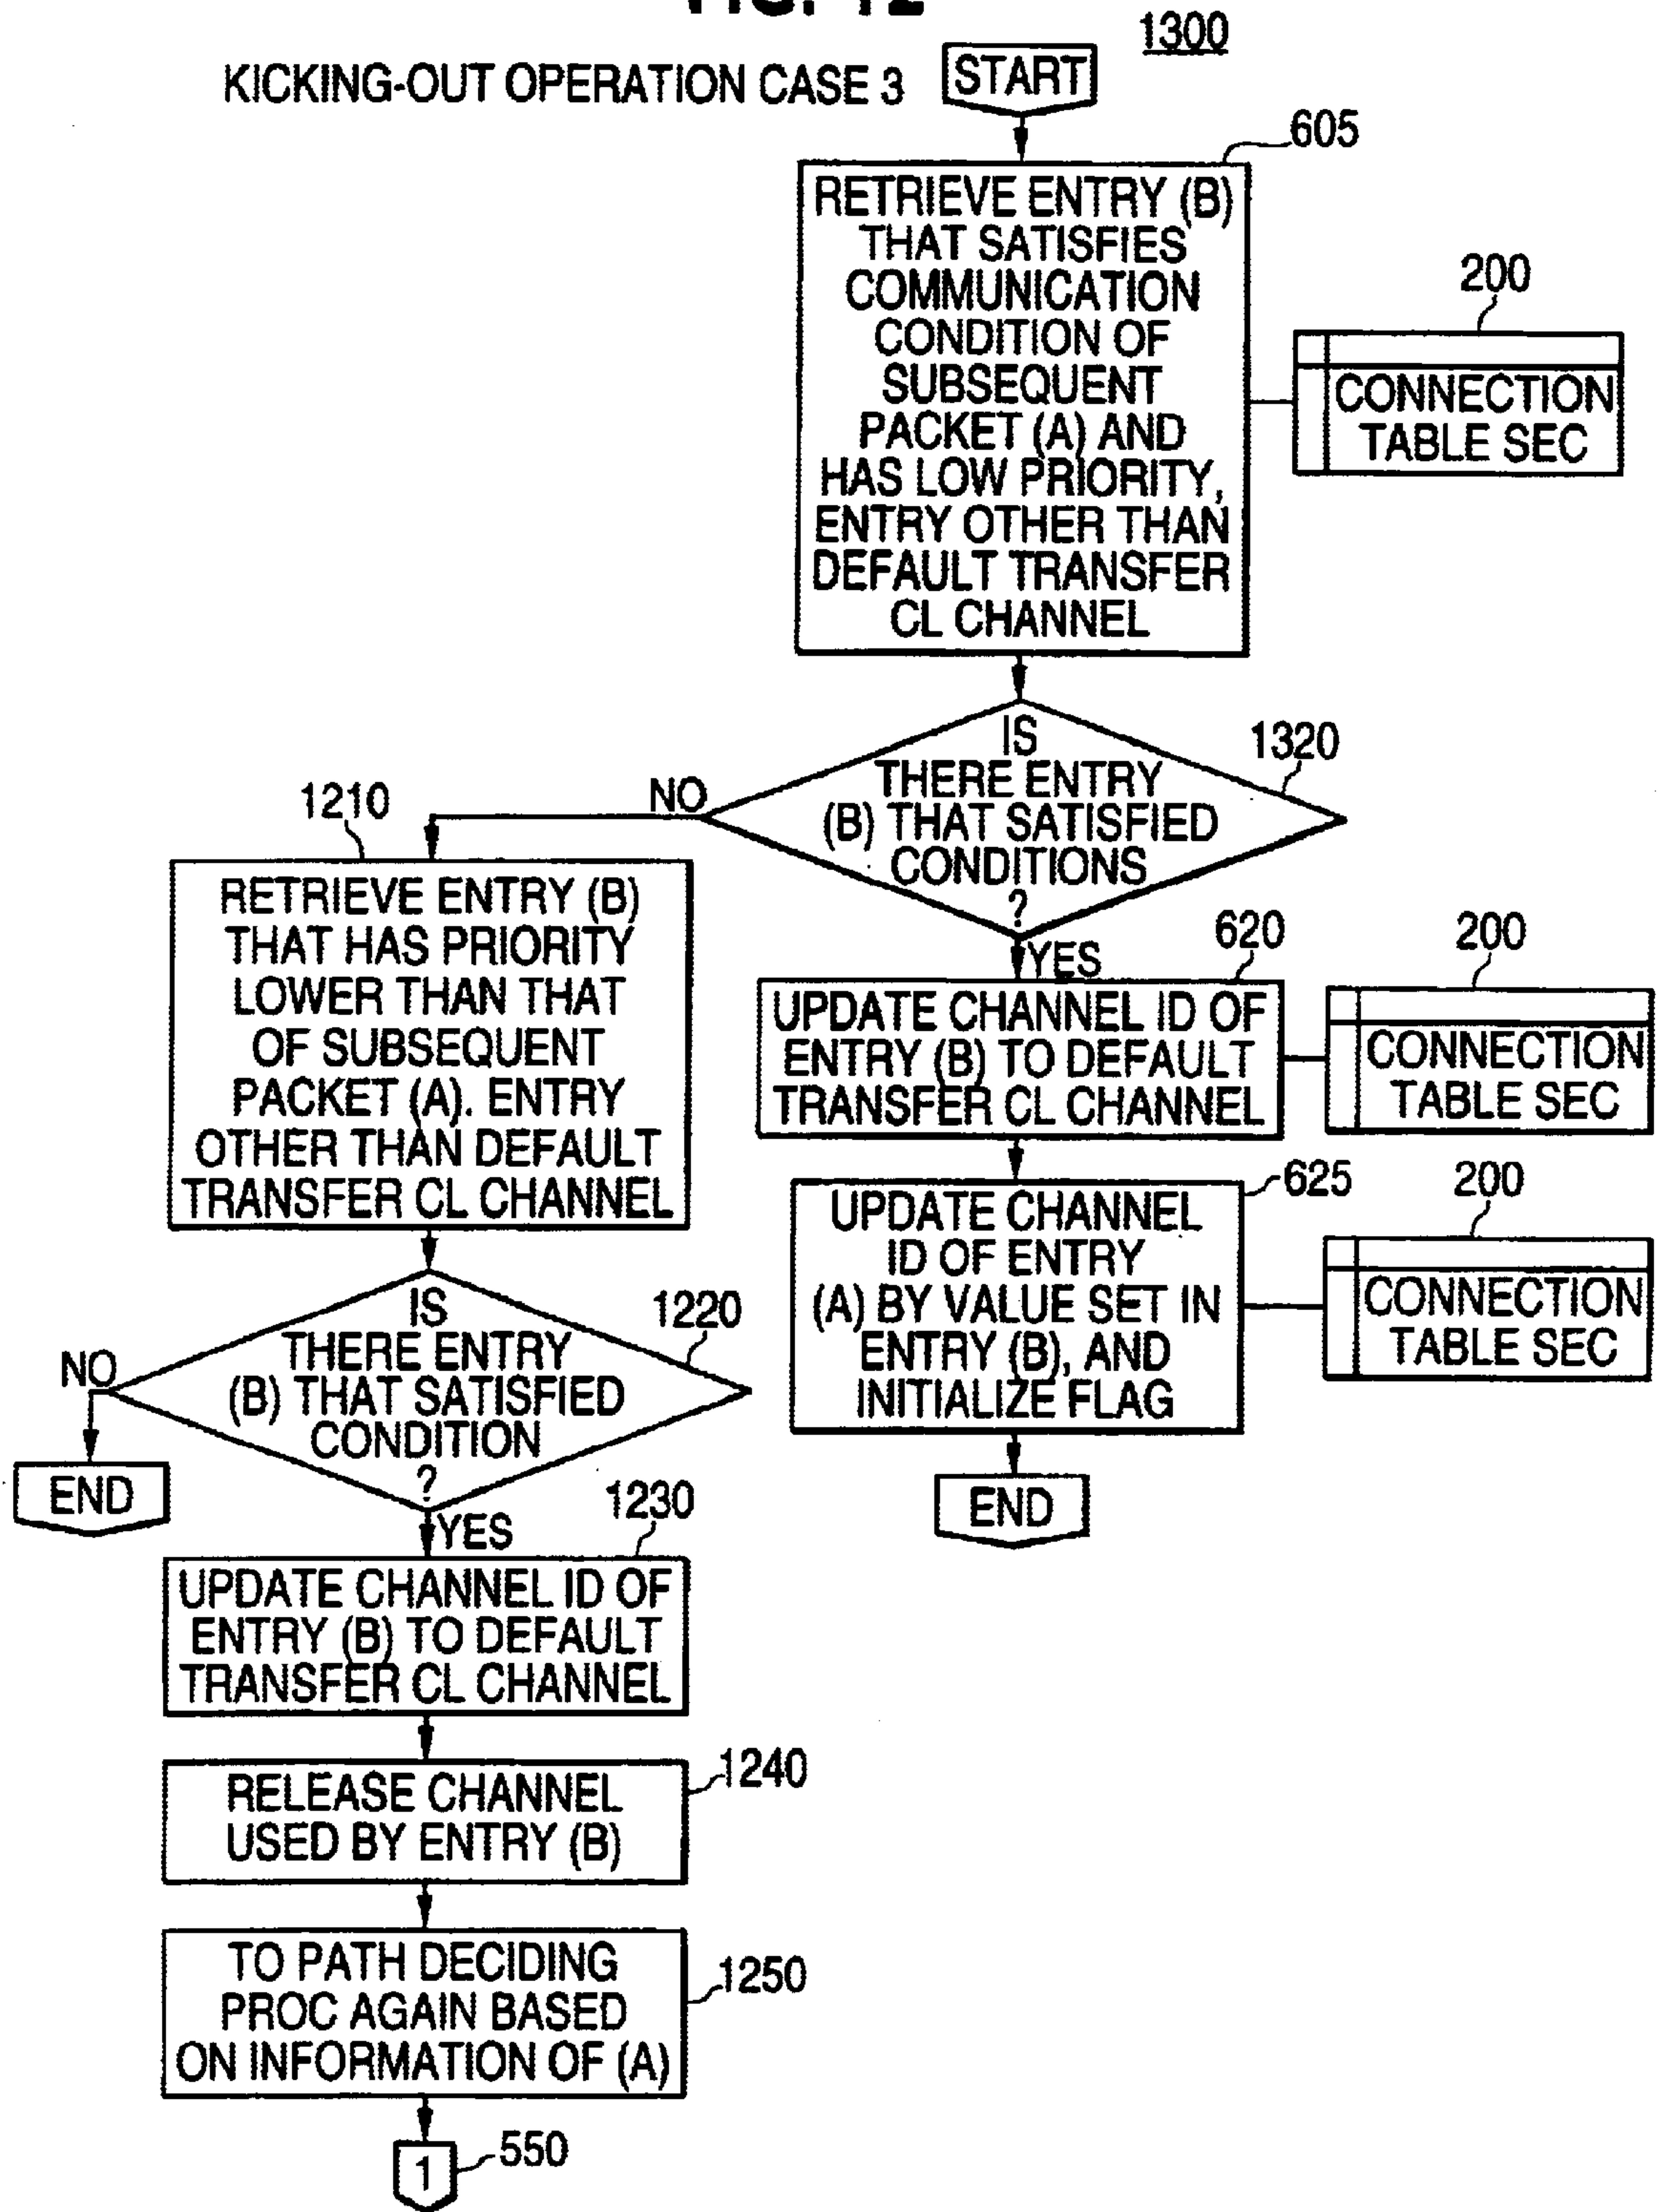 FIG. 12
1300
KICKING-OUT OPERATION CASE 3
START
605
RETRIEVE ENTRY (B)
THAT SATISFIES
COMMUNICATION
CONDITION OF
SUBSEQUENT
PACKET (A) AND
HAS LOW PRIORITY,
ENTRY OTHER THAN
DEFAULT TRANSFER
CL CHANNEL
200
CONNECTION
TABLE SEC
IS
THERE ENTRY
(B) THAT SATISFIED
CONDITIONS
?
1320
NO
YES
1210
RETRIEVE ENTRY (B)
THAT HAS PRIORITY
LOWER THAN THAT
OF SUBSEQUENT
PACKET (A). ENTRY
OTHER THAN DEFAULT
TRANSFER CL CHANNEL
620
UPDATE CHANNEL ID OF
ENTRY (B) TO DEFAULT
TRANSFER CL CHANNEL
200
CONNECTION
TABLE SEC
625
UPDATE CHANNEL
ID OF ENTRY
(A) BY VALUE SET IN
ENTRY (B), AND
INITIALIZE FLAG
200
CONNECTION
TABLE SEC
END
IS
THERE ENTRY
(B) THAT SATISFIED
CONDITION
?
1220
NO
END
YES
1230
UPDATE CHANNEL ID OF
ENTRY (B) TO DEFAULT
TRANSFER CL CHANNEL
RELEASE CHANNEL
USED BY ENTRY (B)
1240
TO PATH DECIDING
PROC AGAIN BASED
ON INFORMATION OF (A)
1250
1
550